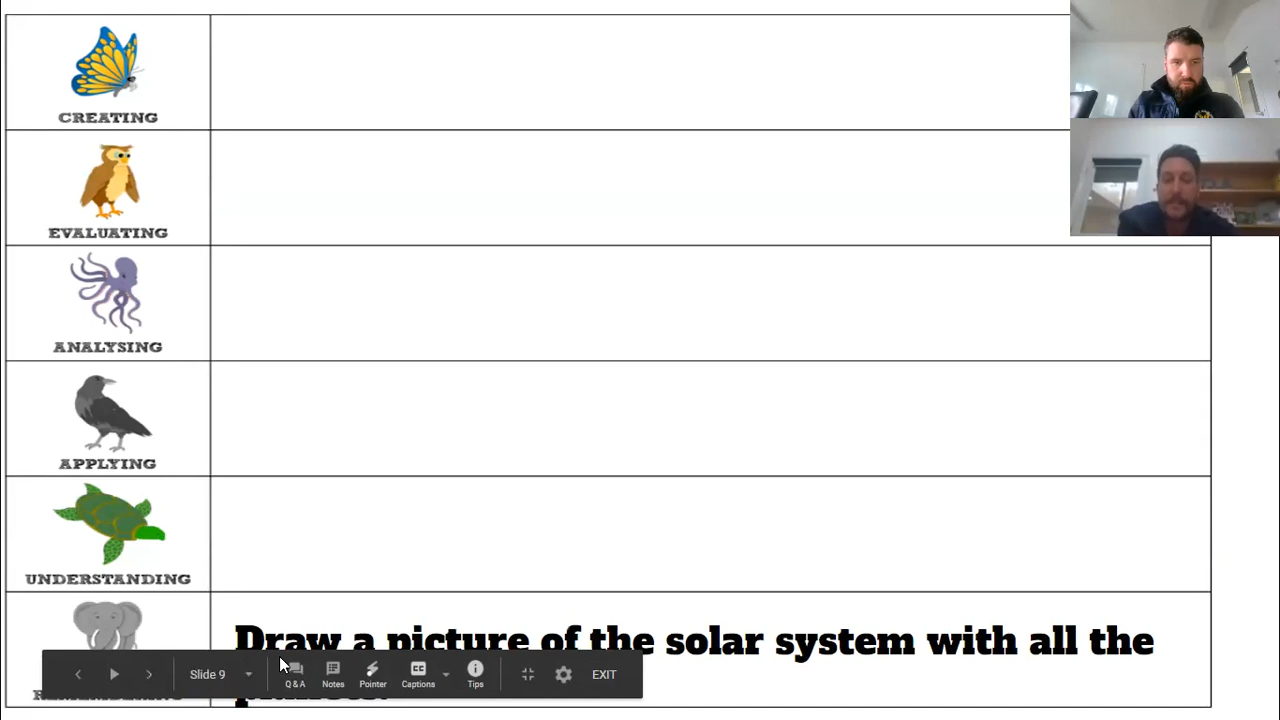 CREATING
EVALUATING
ANALYSING
APPLYING
UNDERSTANDING
Draw a picture of the solar system with all the
Slide 9
Q & A
Notes
Pointer
CC
Captions
Tips
EXIT